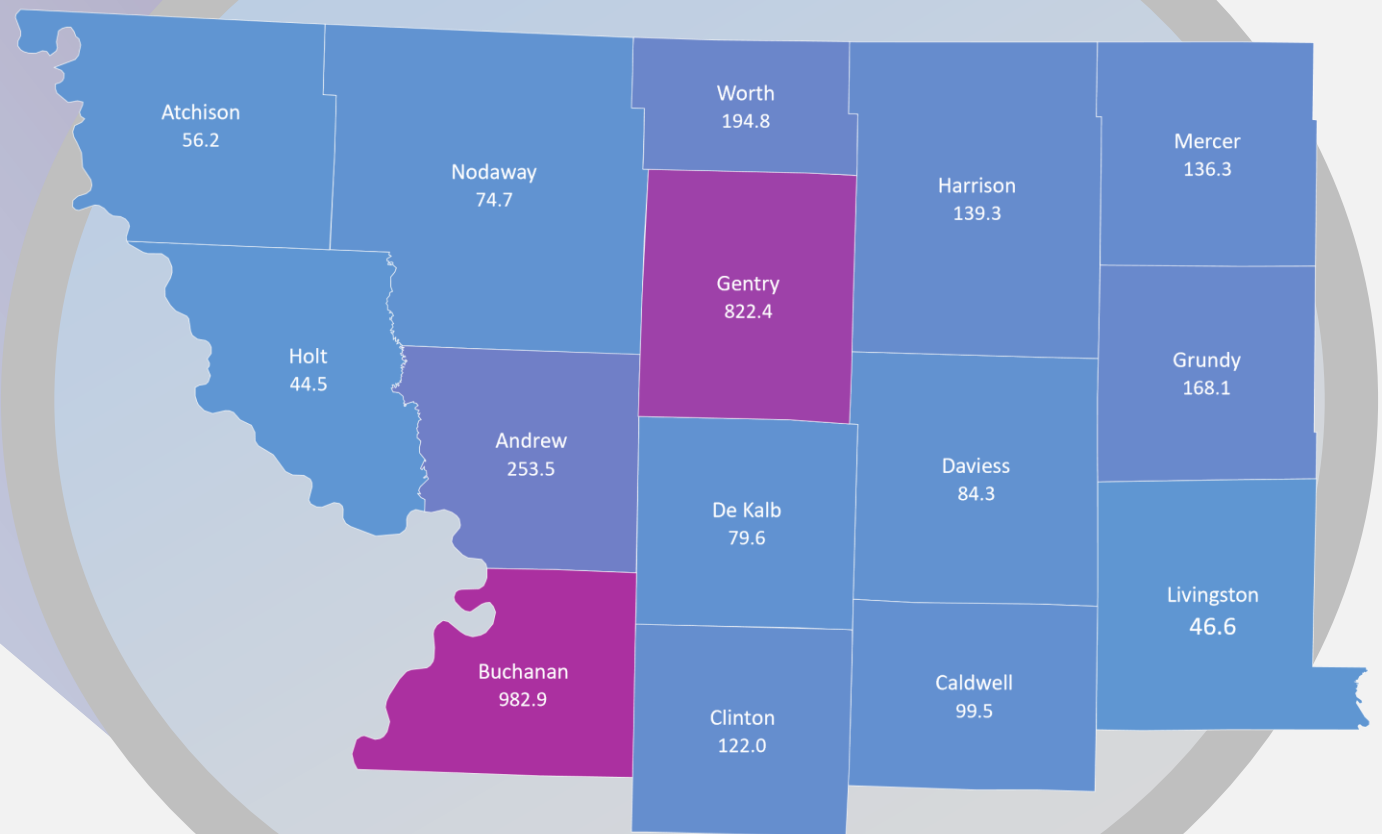 Atchison
56.2
Nodaway
74.7
Worth
194.8
Harrison
139.3
Mercer
136.3
Gentry
822.4
Holt
44.5
Grundy
168.1
Andrew
253.5
Daviess
84.3
De Kalb
79.6
Livingston
46.6
Buchanan
982.9
Caldwell
99.5
Clinton
122.0